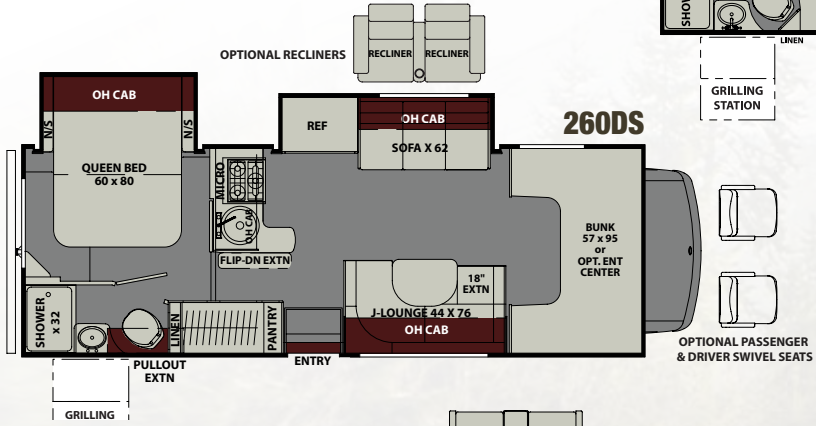 SHOW
LINEN
GRILLING
STATION
OPTIONAL RECLINERS
RECLINER
RECLINER
260DS
OH CAB
N/S
N/S
QUEEN BED
60 x 80
REF
OH CAB
SOFA X 62
MICRO
OH CAB
FLIP-DN EXTN
BUNK
57 x 95
or
OPT. ENT
CENTER
18"
EXTN
J-LOUNGE 44 X 76
OH CAB
SHOWER
x 32
LINEN
PANTRY
ENTRY
PULLOUT
EXTN
GRILLING
OPTIONAL PASSENGER
& DRIVER SWIVEL SEATS